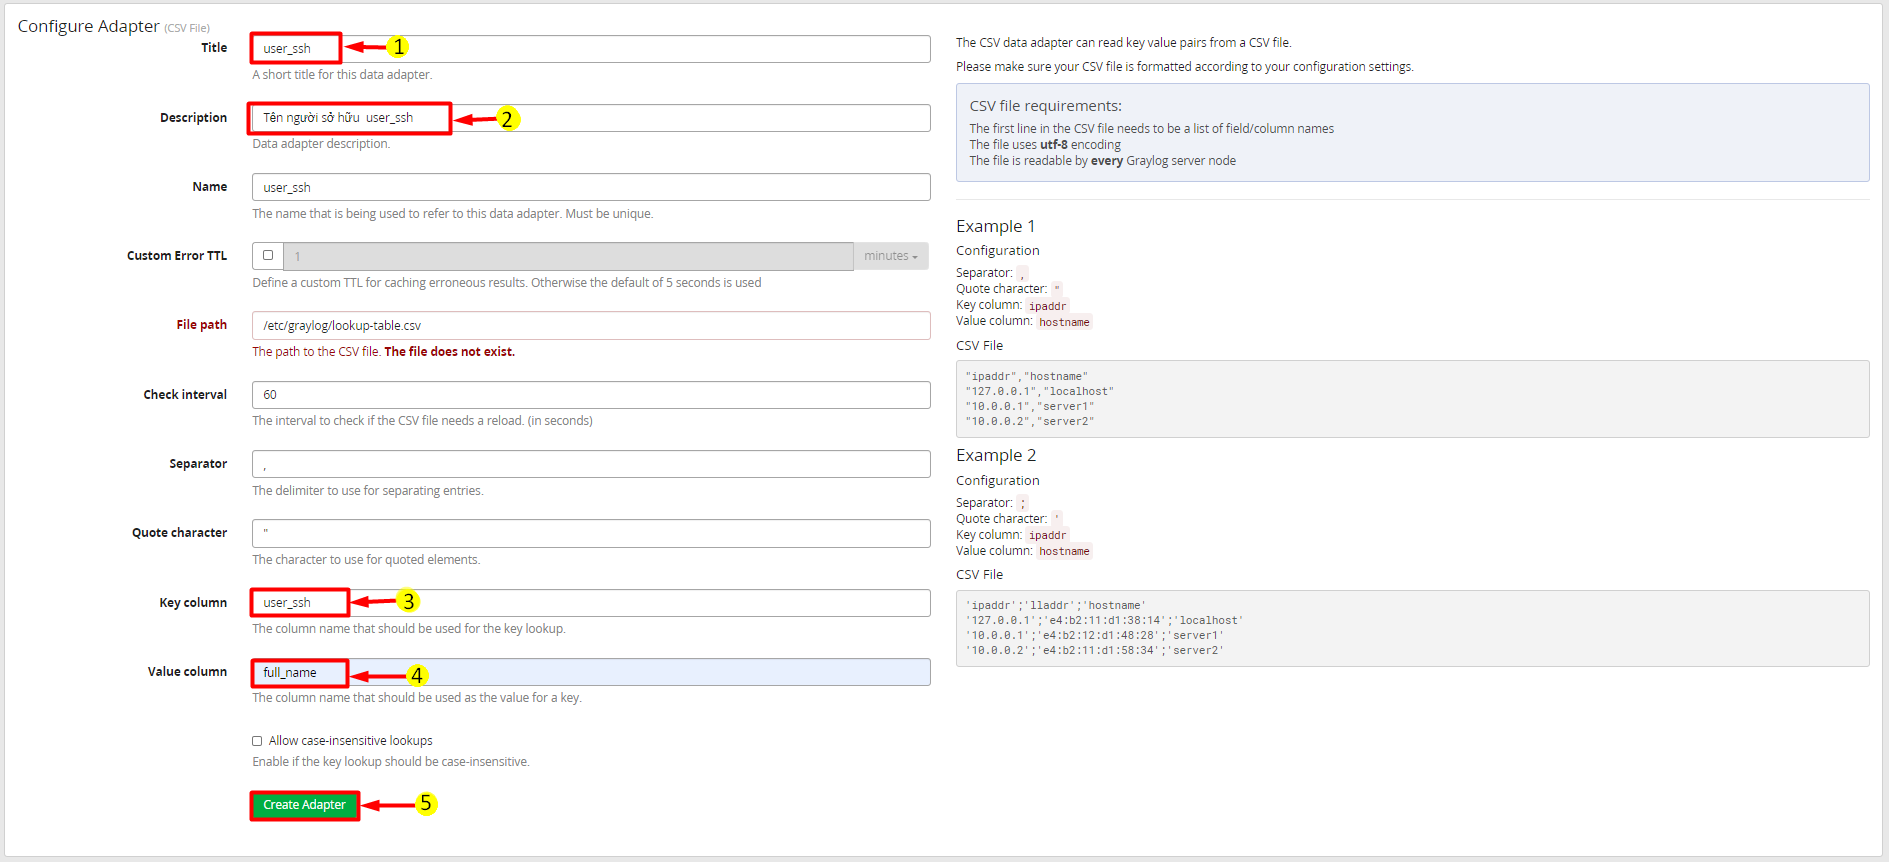 Configure Adapter (CSV File)
Title
user_ssh
1
A short title for this data adapter.
Description
Tên người sở hữu user_ssh
2
Data adapter description.
Name
user_ssh
The name that is being used to refer to this data adapter. Must be unique.
Custom Error TTL
1
minutes
Define a custom TTL for caching erroneous results. Otherwise the default of 5 seconds is used
File path
/etc/graylog/lookup-table.csv
The path to the CSV file. The file does not exist.
Check interval
60
The interval to check if the CSV file needs a reload. (in seconds)
Separator
,
The delimiter to use for separating entries.
Quote character
"
The character to use for quoted elements.
Key column
user_ssh
3
The column name that should be used for the key lookup.
Value column
full_name
4
The column name that should be used as the value for a key.
Allow case-insensitive lookups
Enable if the key lookup should be case-insensitive.
Create Adapter
5
The CSV data adapter can read key value pairs from a CSV file.
Please make sure your CSV file is formatted according to your configuration settings.
CSV file requirements:
The first line in the CSV file needs to be a list of field/column names
The file uses utf-8 encoding
The file is readable by every Graylog server node
Example 1
Configuration
Separator: ,
Quote character: "
Key column: ipaddr
Value column: hostname
CSV File
"ipaddr","hostname"
"127.0.0.1","localhost"
"10.0.0.1","server1"
"10.0.0.2","server2"
Example 2
Configuration
Separator: ;
Quote character: '
Key column: ipaddr
Value column: hostname
CSV File
'ipaddr';'lladdr';'hostname'
'127.0.0.1';'e4:b2:11:d1:38:14';'localhost'
'10.0.0.1';'e4:b2:12:d1:48:28';'server1'
'10.0.0.2';'e4:b2:11:d1:58:34';'server2'